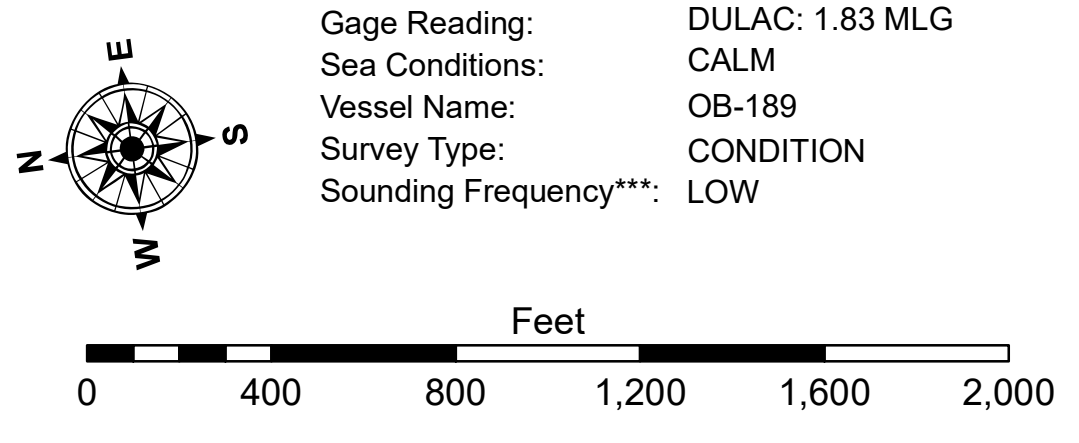 E
S
N
W
Gage Reading: DULAC: 1.83 MLG
Sea Conditions: CALM
Vessel Name: OB-189
Survey Type: CONDITION
Sounding Frequency***: LOW
Feet
0 400 800 1,200 1,600 2,000